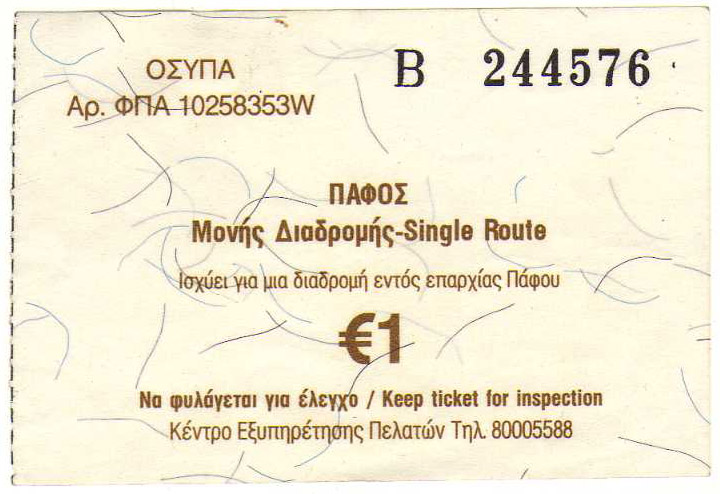 ΟΣΥΠΑ
Αρ. ΦΠΑ 10258353W
B 244576
ΠΑΦΟΣ
Μονής Διαδρομής-Single Route
Ισχύει για μια διαδρομή εντός επαρχίας Πάφου
€1
Να φυλάγεται για έλεγχο / Keep ticket for inspection
Κέντρο Εξυπηρέτησης Πελατών Τηλ. 80005588